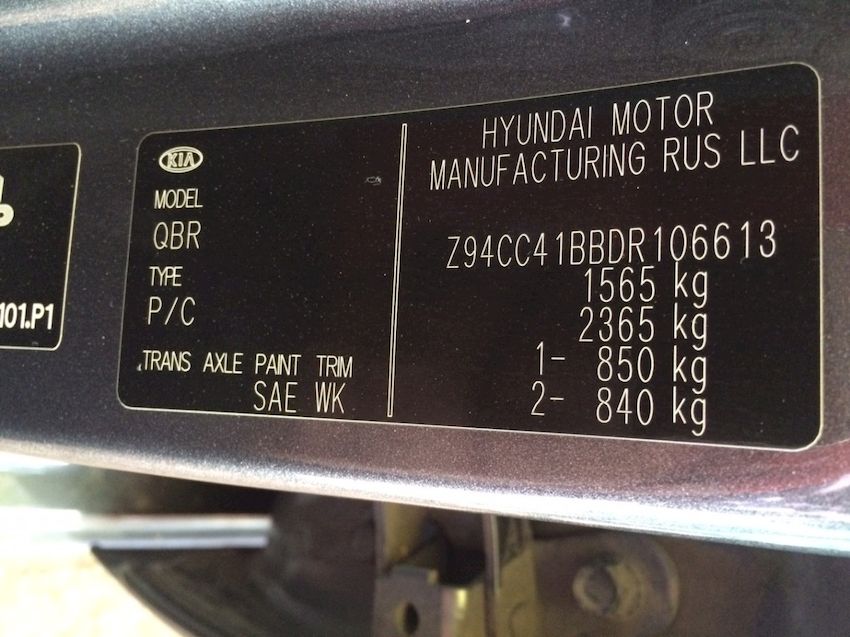 101.P1
KIA
MODEL
QBR
TYPE
P/C
TRANS AXLE PAINT TRIM
SAE WK
HYUNDAI MOTOR
MANUFACTURING RUS LLC
Z94CC41BBDR106613
1565 kg
2365 kg
1- 850 kg
2- 840 kg